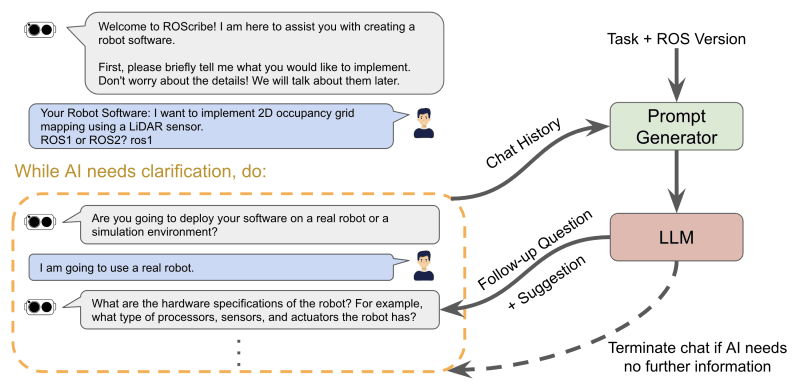 Welcome to ROScribe! I am here to assist you with creating a
robot software.
First, please briefly tell me what you would like to implement.
Don't worry about the details! We will talk about them later.
Your Robot Software: I want to implement 2D occupancy grid
mapping using a LiDAR sensor.
ROS1 or ROS2? ros1
While AI needs clarification, do:
Are you going to deploy your software on a real robot or a
simulation environment?
I am going to use a real robot.
What are the hardware specifications of the robot? For example,
what type of processors, sensors, and actuators the robot has?
Task + ROS Version
Chat History
Prompt
Generator
LLM
Follow-up Question
+ Suggestion
Terminate chat if AI needs
no further information